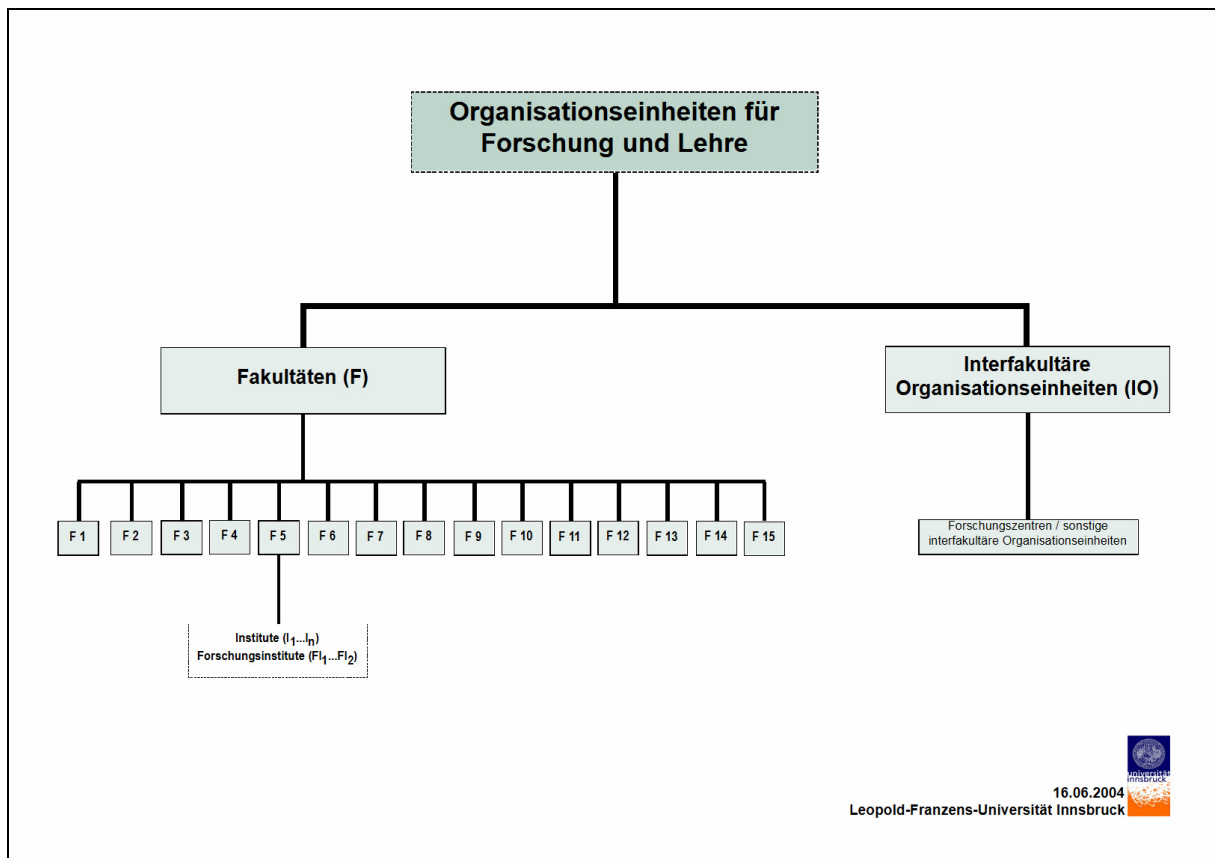 Organisationseinheiten für
Forschung und Lehre
Fakultäten (F)
Interfakultäre
Organisationseinheiten (IO)
F 1
F 2
F 3
F 4
F 5
F 6
F 7
F 8
F 9
F 10
F 11
F 12
F 13
F 14
F 15
Forschungszentren / sonstige
interfakultäre Organisationseinheiten
Institute (I1...In)
Forschungsinstitute (FI1...FI2)
universität
innsbruck
16.06.2004
Leopold-Franzens-Universität Innsbruck